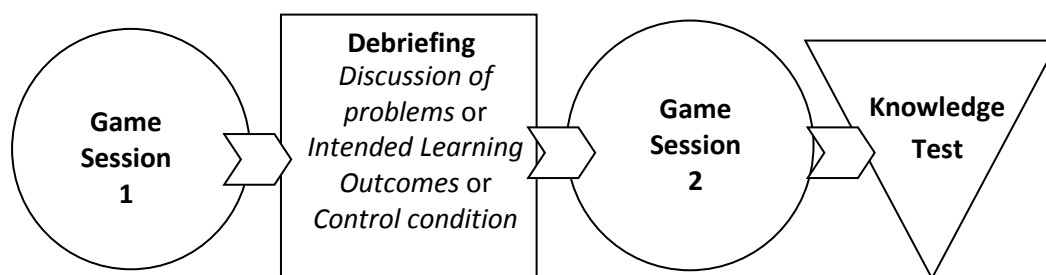 Game
Session
1
Debriefing
Discussion of
problems or
Intended Learning
Outcomes or
Control condition
Game
Session
2
Knowledge
Test